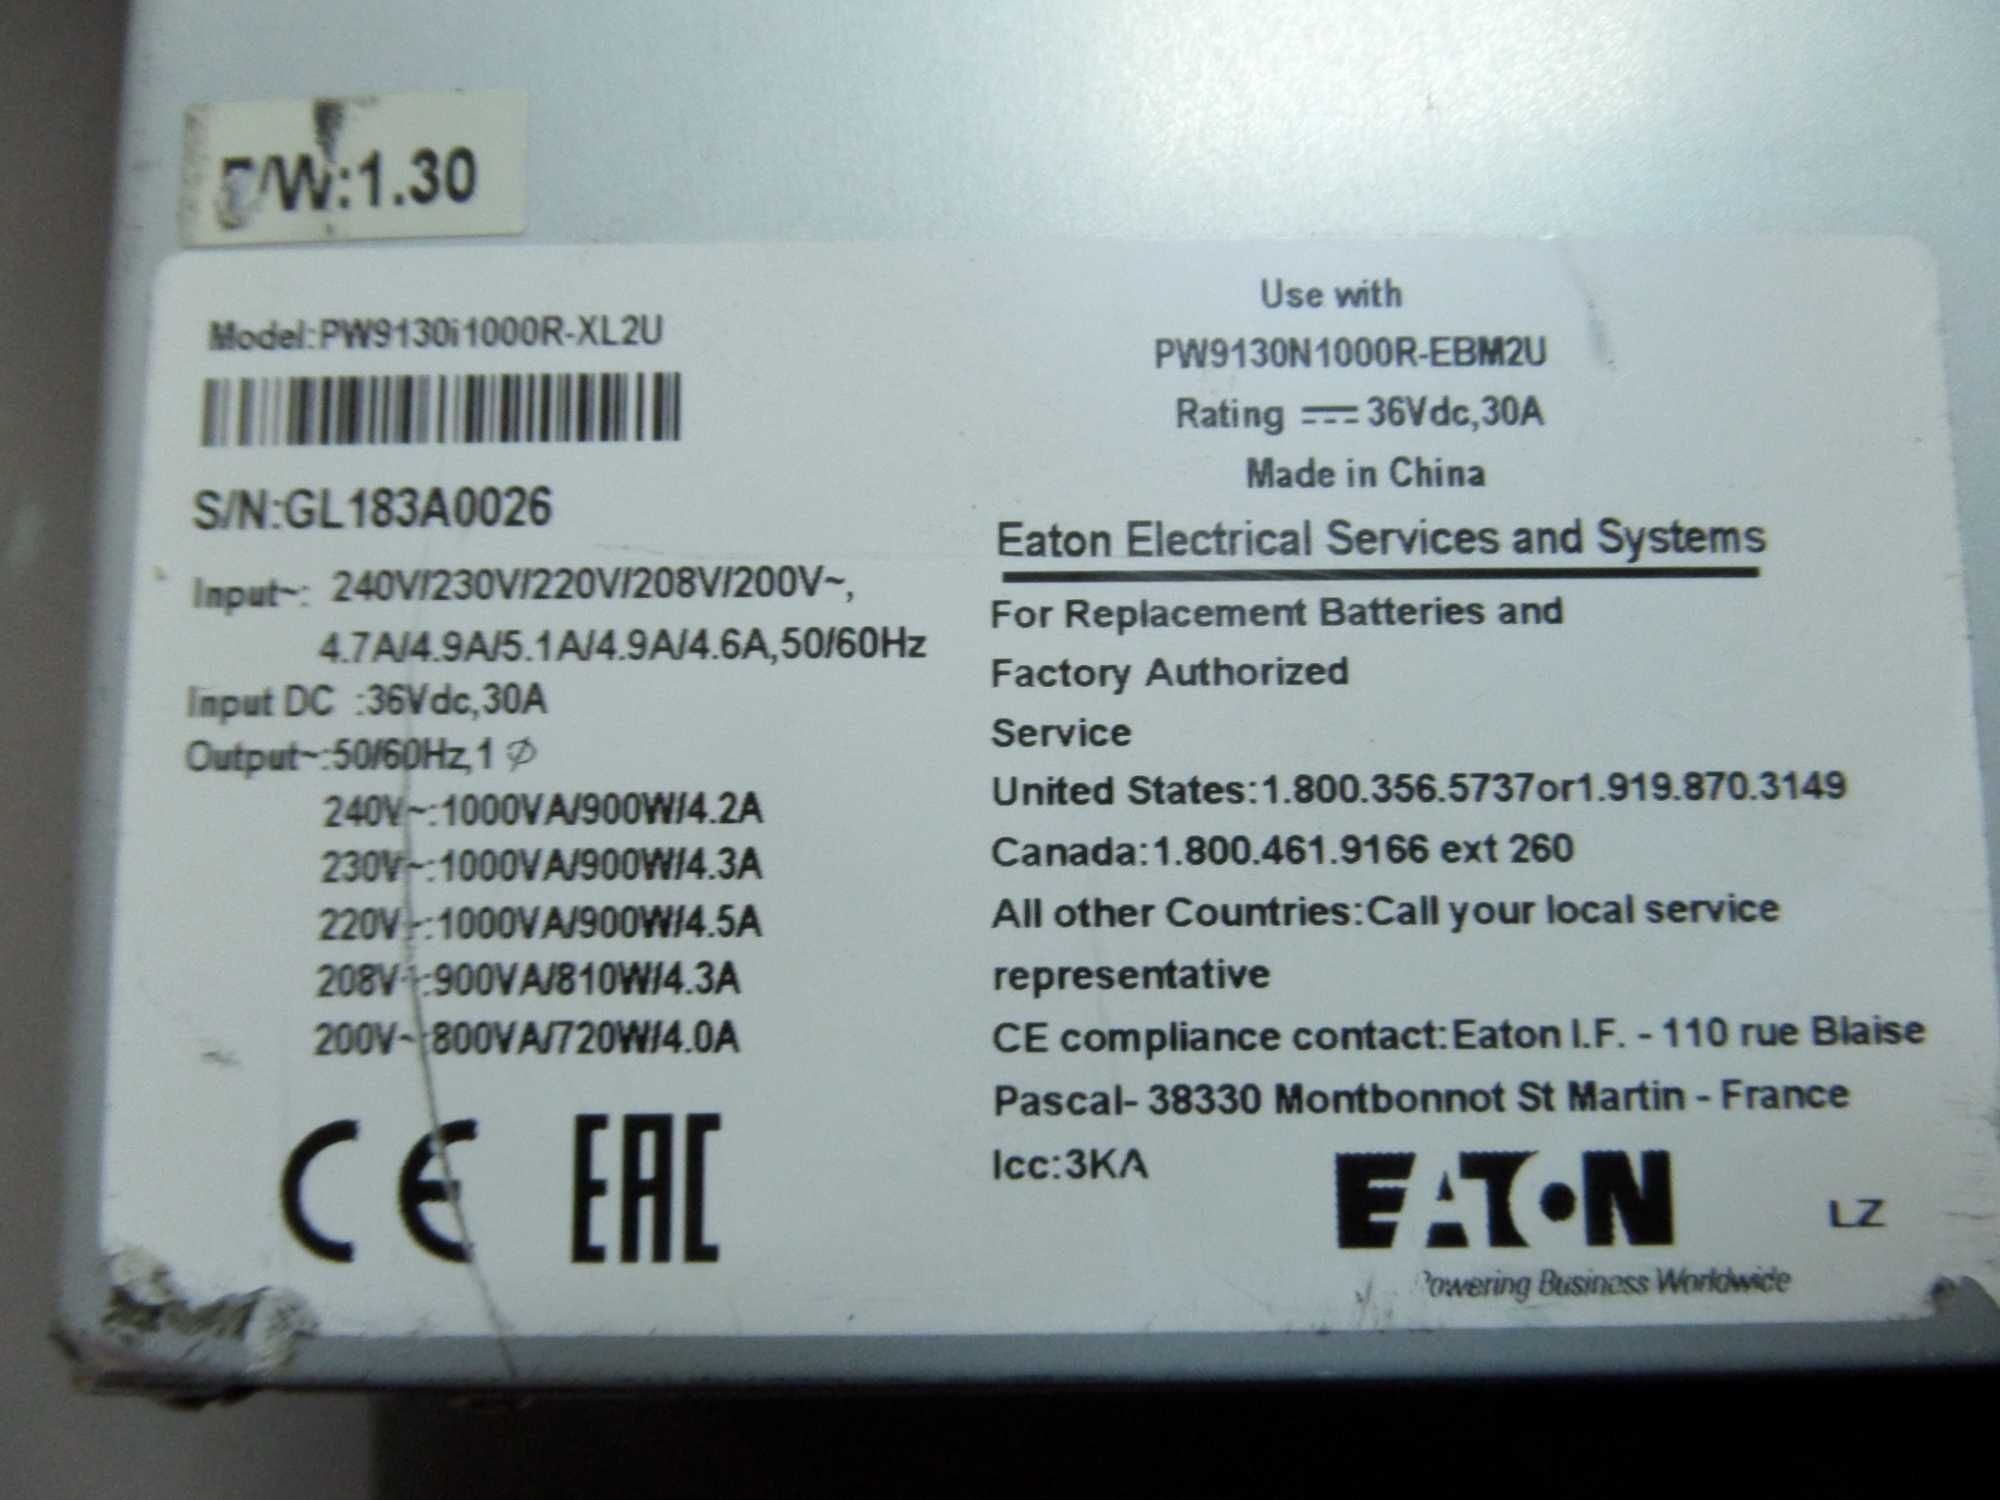 F/W:1.30
Model:PW9130i1000R-XL2U
S/N:GL183A0026
Input~: 240V/230V/220V/208V/200V~,
4.7A/4.9A/5.1A/4.9A/4.6A,50/60Hz
Input DC :36Vdc,30A
Output~:50/60Hz,1 ∅
240V~:1000VA/900W/4.2A
230V~:1000VA/900W/4.3A
220V~:1000VA/900W/4.5A
208V~:900VA/810W/4.3A
200V~:800VA/720W/4.0A
CE EAC
Use with
PW9130N1000R-EBM2U
Rating ⎓ 36Vdc,30A
Made in China
Eaton Electrical Services and Systems
For Replacement Batteries and
Factory Authorized
Service
United States:1.800.356.5737or1.919.870.3149
Canada:1.800.461.9166 ext 260
All other Countries:Call your local service
representative
CE compliance contact:Eaton I.F. - 110 rue Blaise
Pascal- 38330 Montbonnot St Martin - France
Icc:3KA
EATON
LZ
Powering Business Worldwide